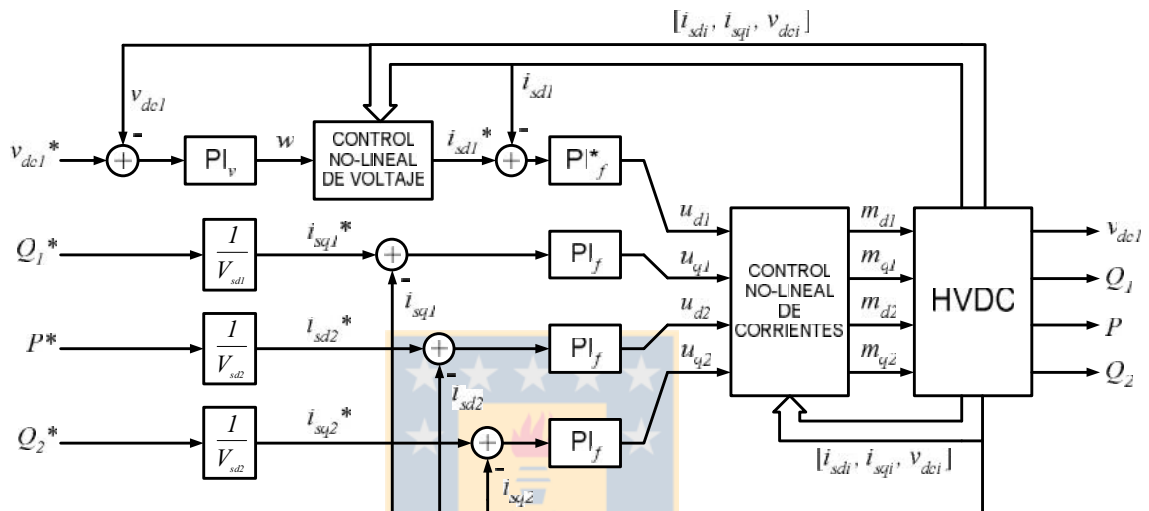 [i_sdi, i_sqi, v_dci]
v_dc1
i_sd1
v_dc1*
-
+
PI_v
w
CONTROL
NO-LINEAL
DE VOLTAJE
i_sd1*
-
+
PI*_f
Q_1*
1
V_sd1
i_sq1*
+
-
i_sq1
PI_f
u_d1
u_q1
u_d2
u_q2
CONTROL
NO-LINEAL
DE
CORRIENTES
m_d1
m_q1
m_d2
m_q2
HVDC
v_dc1
Q_1
P
Q_2
P*
1
V_sd2
i_sd2*
+
-
i_sd2
PI_f
Q_2*
1
V_sd2
i_sq2*
+
-
i_sq2
PI_f
[i_sdi, i_sqi, v_dci]